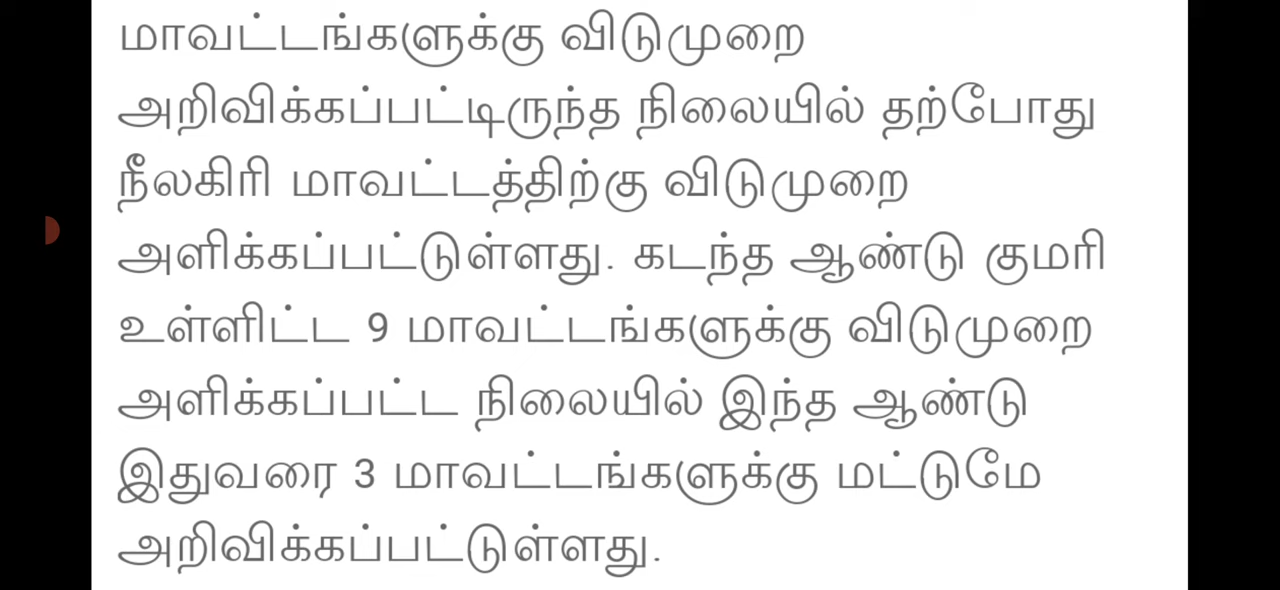 மாவட்டங்களுக்கு விடுமுறை
அறிவிக்கப்பட்டிருந்த நிலையில் தற்போது
நீலகிரி மாவட்டத்திற்கு விடுமுறை
அளிக்கப்பட்டுள்ளது. கடந்த ஆண்டு குமரி
உள்ளிட்ட 9 மாவட்டங்களுக்கு விடுமுறை
அளிக்கப்பட்ட நிலையில் இந்த ஆண்டு
இதுவரை 3 மாவட்டங்களுக்கு மட்டுமே
அறிவிக்கப்பட்டுள்ளது.